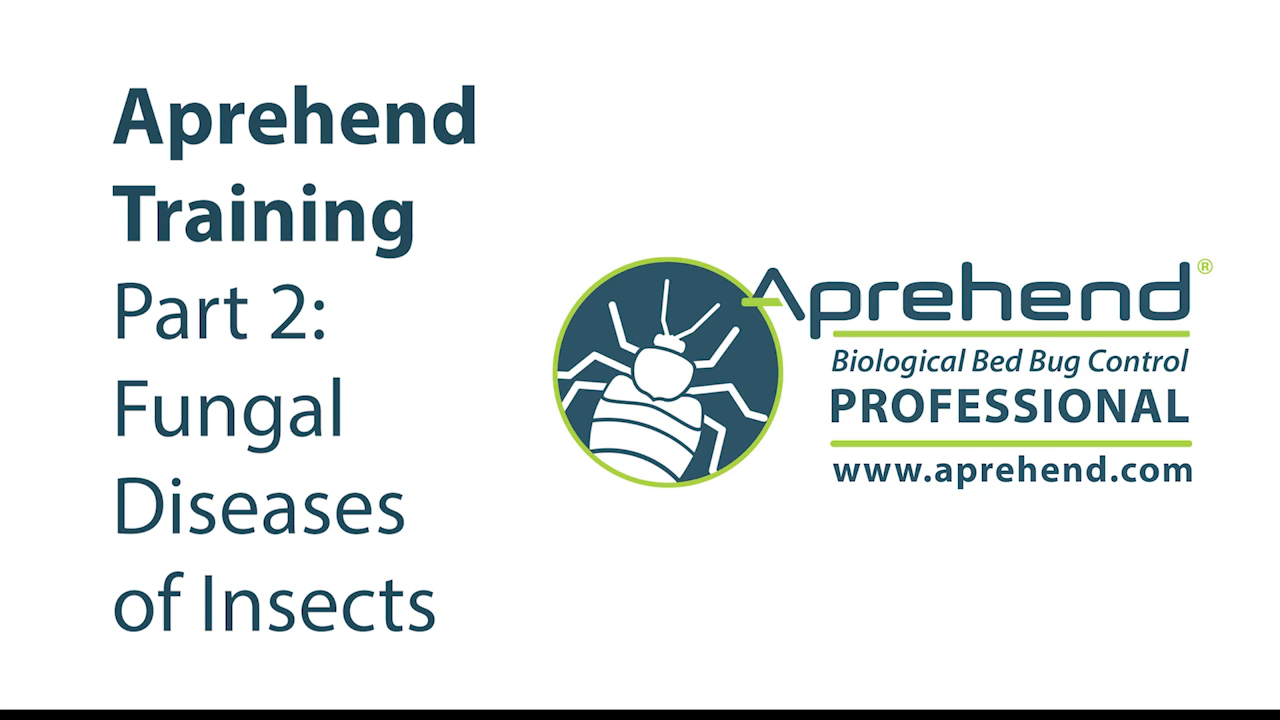 Aprehend
Training
Part 2:
Fungal
Diseases
of Insects
Aprehend®
Biological Bed Bug Control
PROFESSIONAL
www.aprehend.com